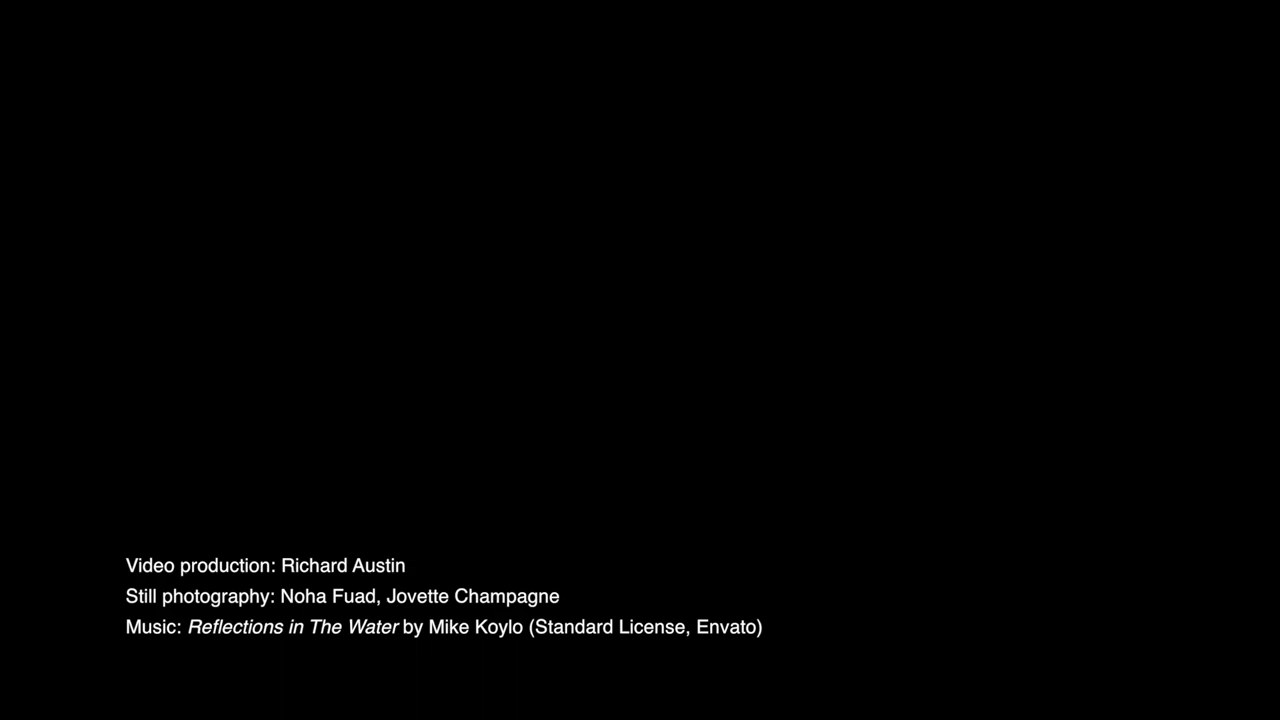 Video production: Richard Austin
Still photography: Noha Fuad, Jovette Champagne
Music: Reflections in The Water by Mike Koylo (Standard License, Envato)